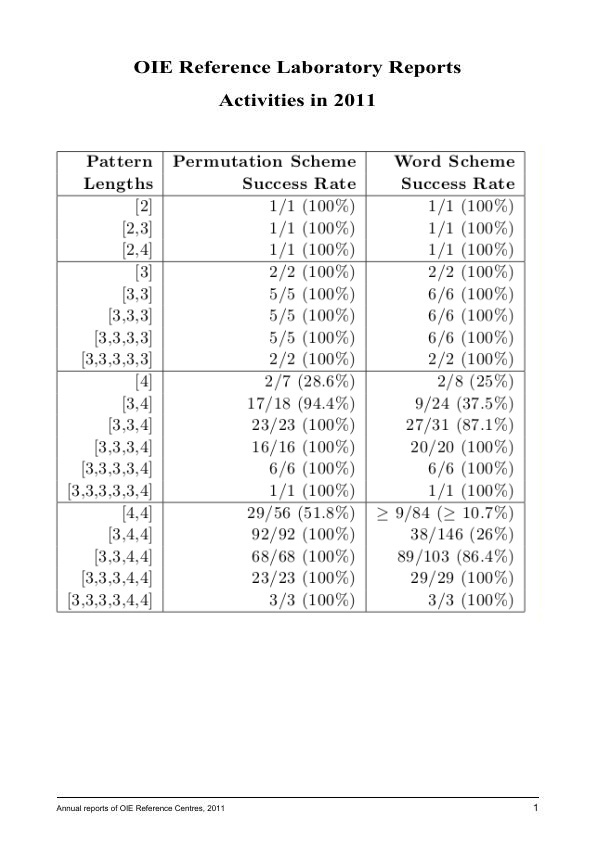 OIE Reference Laboratory Reports
Activities in 2011
Pattern Permutation Scheme Word Scheme
Lengths Success Rate Success Rate
[2] 1/1 (100%) 1/1 (100%)
[2,3] 1/1 (100%) 1/1 (100%)
[2,4] 1/1 (100%) 1/1 (100%)
[3] 2/2 (100%) 2/2 (100%)
[3,3] 5/5 (100%) 6/6 (100%)
[3,3,3] 5/5 (100%) 6/6 (100%)
[3,3,3,3] 5/5 (100%) 6/6 (100%)
[3,3,3,3,3] 2/2 (100%) 2/2 (100%)
[4] 2/7 (28.6%) 2/8 (25%)
[3,4] 17/18 (94.4%) 9/24 (37.5%)
[3,3,4] 23/23 (100%) 27/31 (87.1%)
[3,3,3,4] 16/16 (100%) 20/20 (100%)
[3,3,3,3,4] 6/6 (100%) 6/6 (100%)
[3,3,3,3,3,4] 1/1 (100%) 1/1 (100%)
[4,4] 29/56 (51.8%) ≥ 9/84 (≥ 10.7%)
[3,4,4] 92/92 (100%) 38/146 (26%)
[3,3,4,4] 68/68 (100%) 89/103 (86.4%)
[3,3,3,4,4] 23/23 (100%) 29/29 (100%)
[3,3,3,3,4,4] 3/3 (100%) 3/3 (100%)
Annual reports of OIE Reference Centres, 2011 1